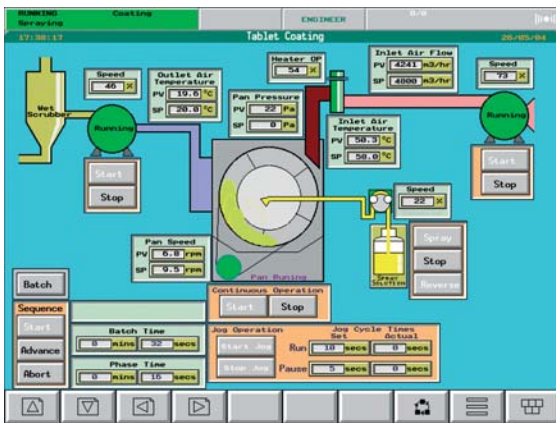 RUNNING Coating
Spraying
ENGINEER
0/0
17:38:17
Tablet Coating
26/05/04
Heater OP
54 %
Inlet Air Flow
PV 4241 m3/hr
SP 4000 m3/hr
Speed
73 %
Speed
46 %
Outlet Air
Temperature
PV 19.6 °C
SP 20.0 °C
Pan Pressure
PV 22 Pa
SP 0 Pa
Wet
Scrubber
Running
Inlet Air
Temperature
PV 50.3 °C
SP 50.0 °C
Running
Start
Stop
Start
Stop
Speed
22 %
Spray
Stop
Reverse
SPRAY
SOLUTION
Pan Speed
PV 6.8 rpm
SP 9.5 rpm
Pan Runing
Batch
Continuous Operation
Start Stop
Sequence
Start
Advance
Abort
Batch Time
0 mins 32 secs
Phase Time
0 mins 16 secs
Jog Operation
Start Jog
Stop Jog
Jog Cycle Times
Set Actual
Run 10 secs 0 secs
Pause 5 secs 0 secs